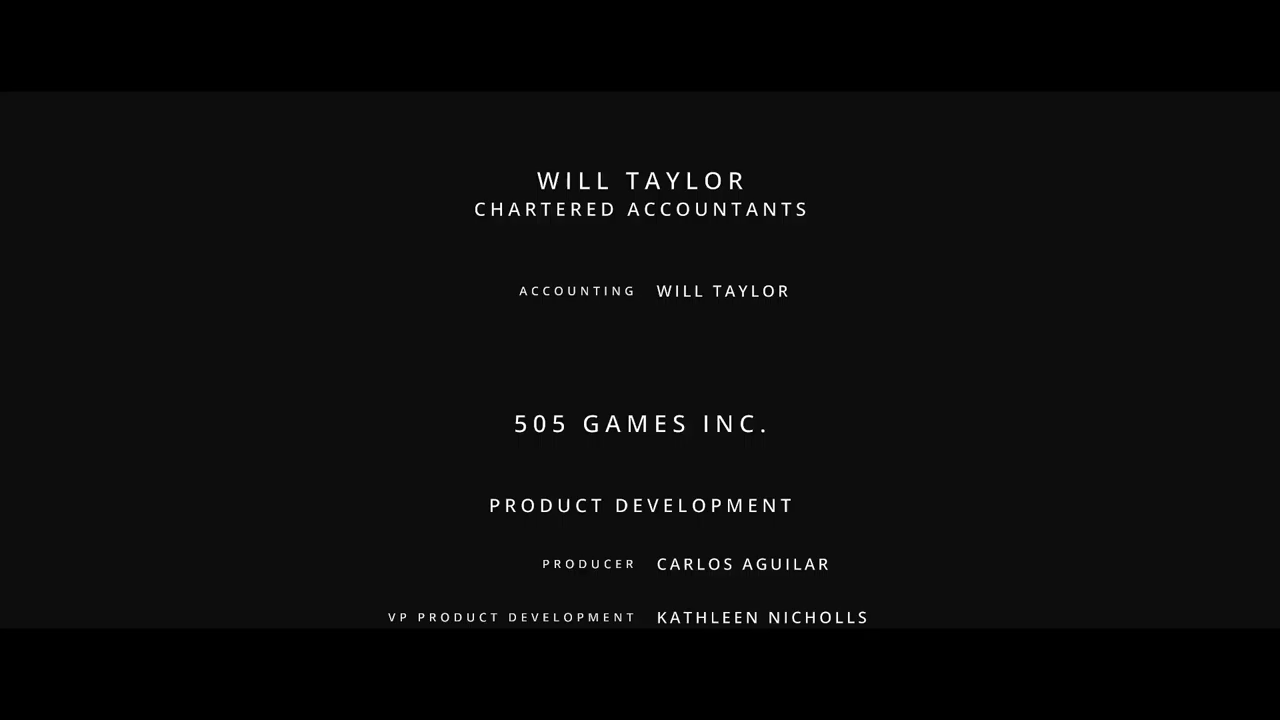 WILL TAYLOR
CHARTERED ACCOUNTANTS
ACCOUNTING WILL TAYLOR
505 GAMES INC.
PRODUCT DEVELOPMENT
PRODUCER CARLOS AGUILAR
VP PRODUCT DEVELOPMENT KATHLEEN NICHOLLS